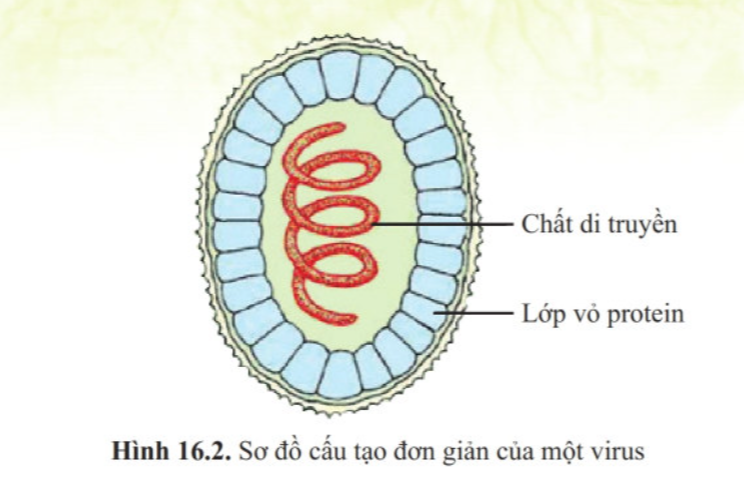 Chất di truyền
Lớp vỏ protein
Hình 16.2. Sơ đồ cấu tạo đơn giản của một virus